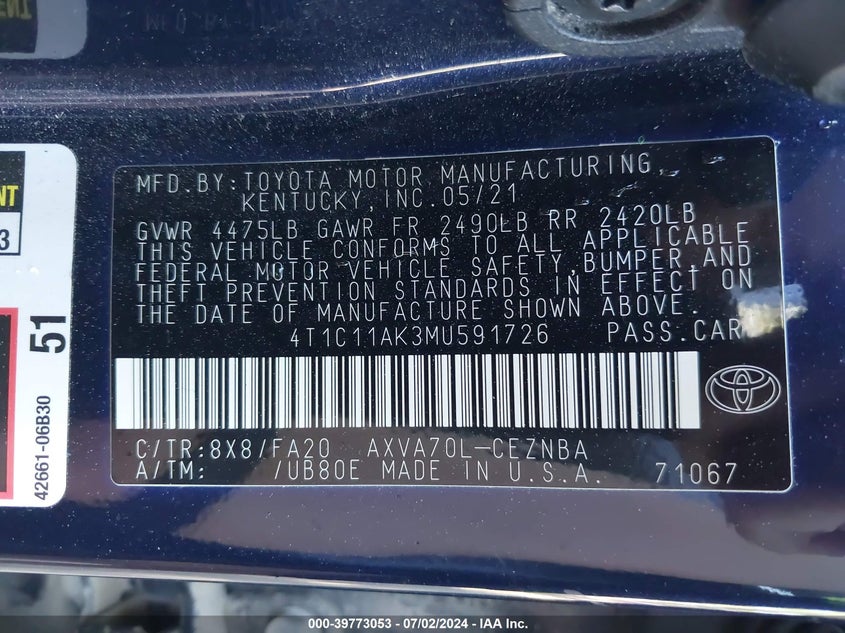 MFD.BY:TOYOTA MOTOR MANUFACTURING,
KENTUCKY, INC. 05/21
GVWR 4475LB GAWR FR 2490LB RR 2420LB
THIS VEHICLE CONFORMS TO ALL APPLICABLE
FEDERAL MOTOR VEHICLE SAFETY, BUMPER, AND
THEFT PREVENTION STANDARDS IN EFFECT ON
THE DATE OF MANUFACTURE SHOWN ABOVE.
4T1C11AK3MU591726 PASS.CAR
C/TR:8X8/FA20 AXVA70L-CEZNBA
A/TM: /UB80E MADE IN U.S.A. 71067
NT
3
51
42661-06B30
000-39773053 / 07/02/2024 - IAA Inc.